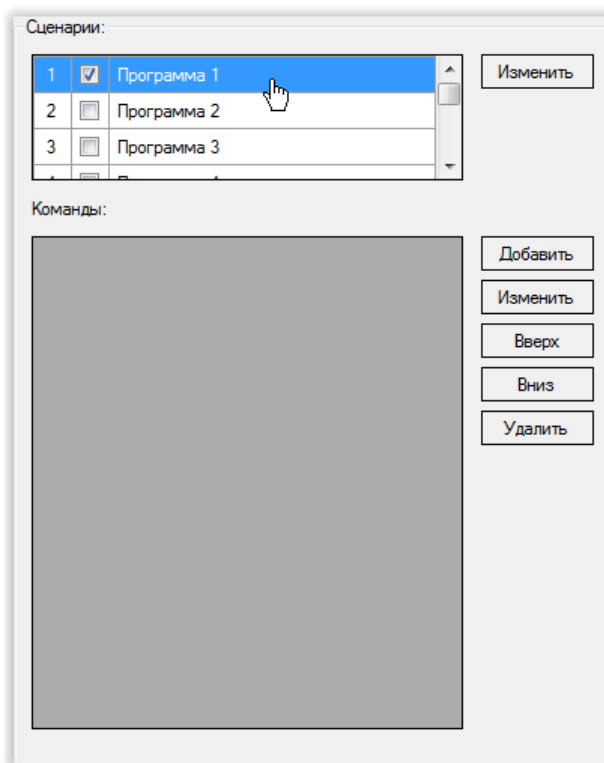 Сценарии:
1 Программа 1
Изменить
2 Программа 2
3 Программа 3
Команды:
Добавить
Изменить
Вверх
Вниз
Удалить